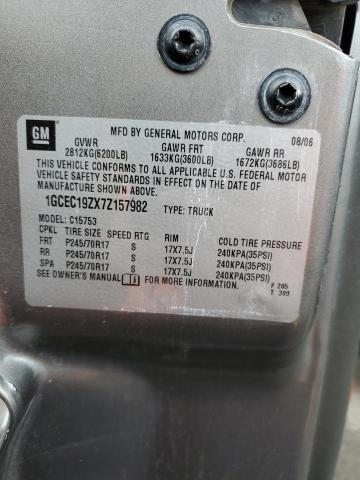 GM
MFD BY GENERAL MOTORS CORP. 08/06
GVWR GAWR FRT GAWR RR
2812KG(6200LB) 1633KG(3600LB) 1672KG(3686LB)
THIS VEHICLE CONFORMS TO ALL APPLICABLE U.S. FEDERAL MOTOR
VEHICLE SAFETY STANDARDS IN EFFECT ON THE DATE OF
MANUFACTURE SHOWN ABOVE.
1GCEC19ZX7Z157982 TYPE: TRUCK
MODEL: C15753
CPKL TIRE SIZE SPEED RTG RIM COLD TIRE PRESSURE
FRT P245/70R17 S 17X7.5J 240KPA(35PSI)
RR P245/70R17 S 17X7.5J 240KPA(35PSI)
SPA P245/70R17 S 17X7.5J 240KPA(35PSI)
SEE OWNER'S MANUAL FOR MORE INFORMATION. F 285
T 399